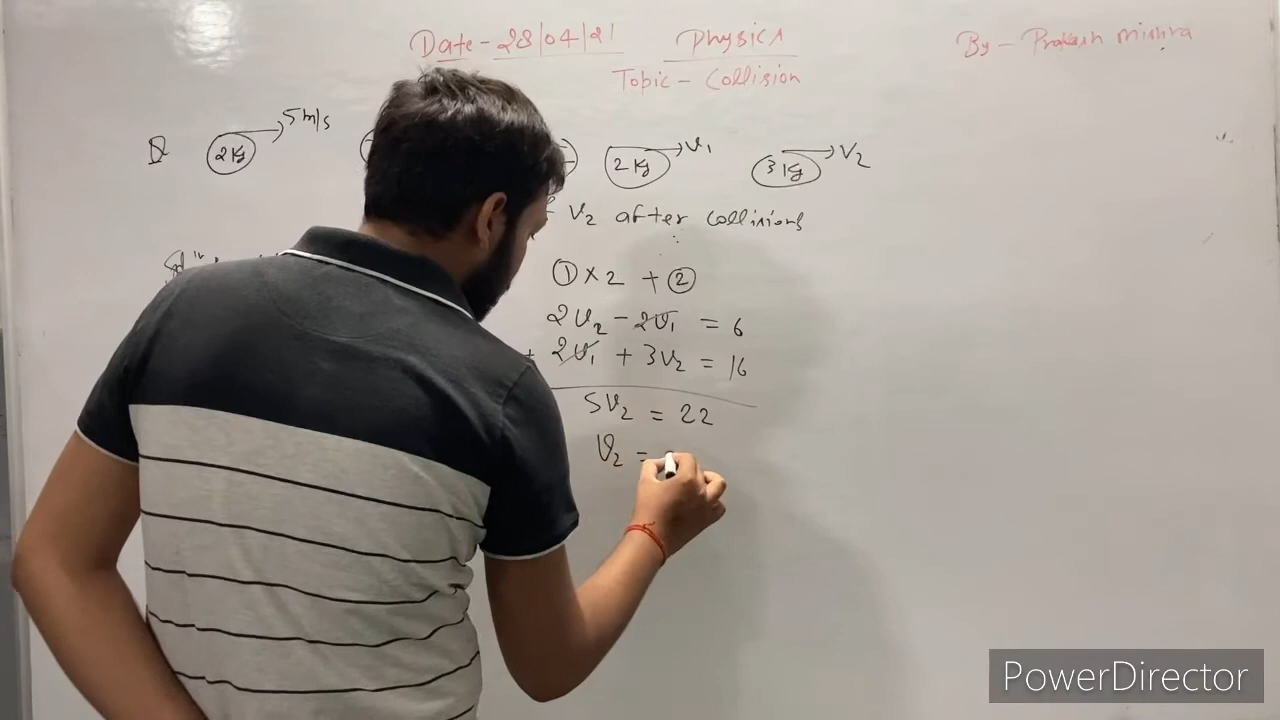 Date - 28/04/21 Physics
By - Prakash Mishra
Topic - Collision
Q 2 Kg 5 m/s 2 Kg V₁ 3 Kg V₂
V₂ after collisions
① × 2 + ②
2V₂ - 2V₁ = 6
+ 2V₁ + 3V₂ = 16
5V₂ = 22
V₂ =
PowerDirector